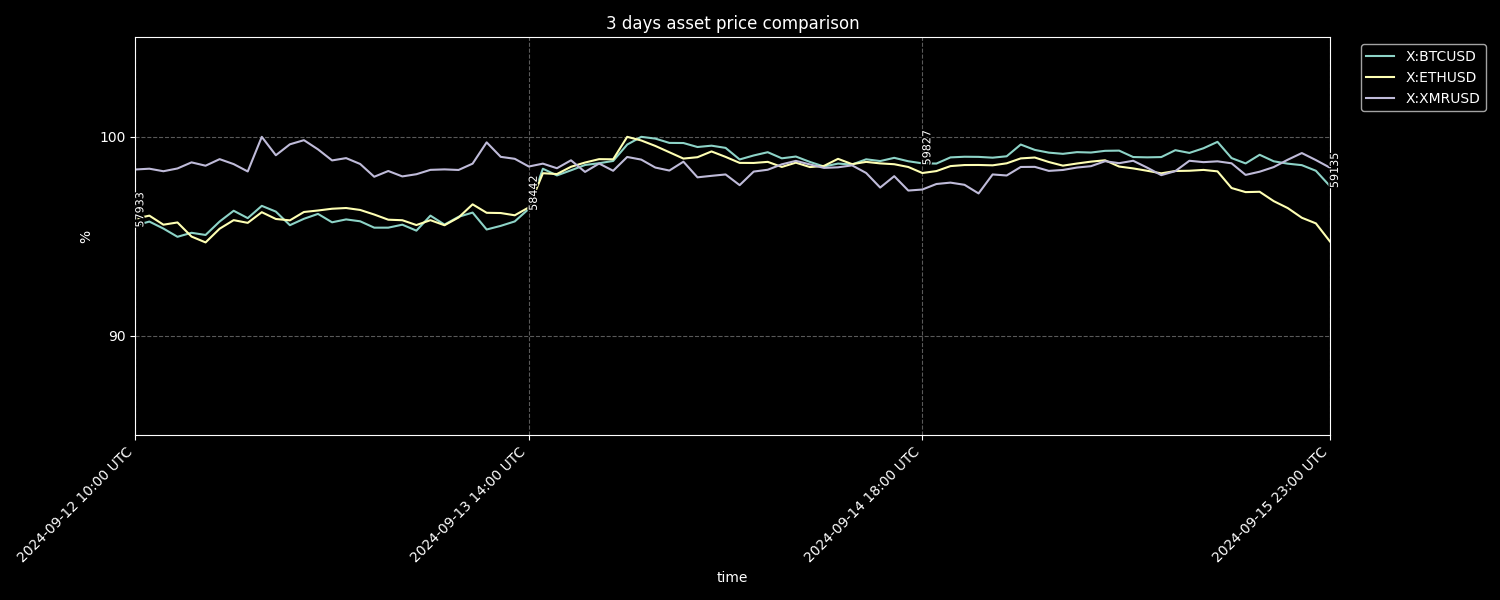 3 days asset price comparison
X:BTCUSD
X:ETHUSD
X:XMRUSD
100
90
%
57933
58442
59827
59135
2024-09-12 10:00 UTC
2024-09-13 14:00 UTC
2024-09-14 18:00 UTC
2024-09-15 23:00 UTC
time